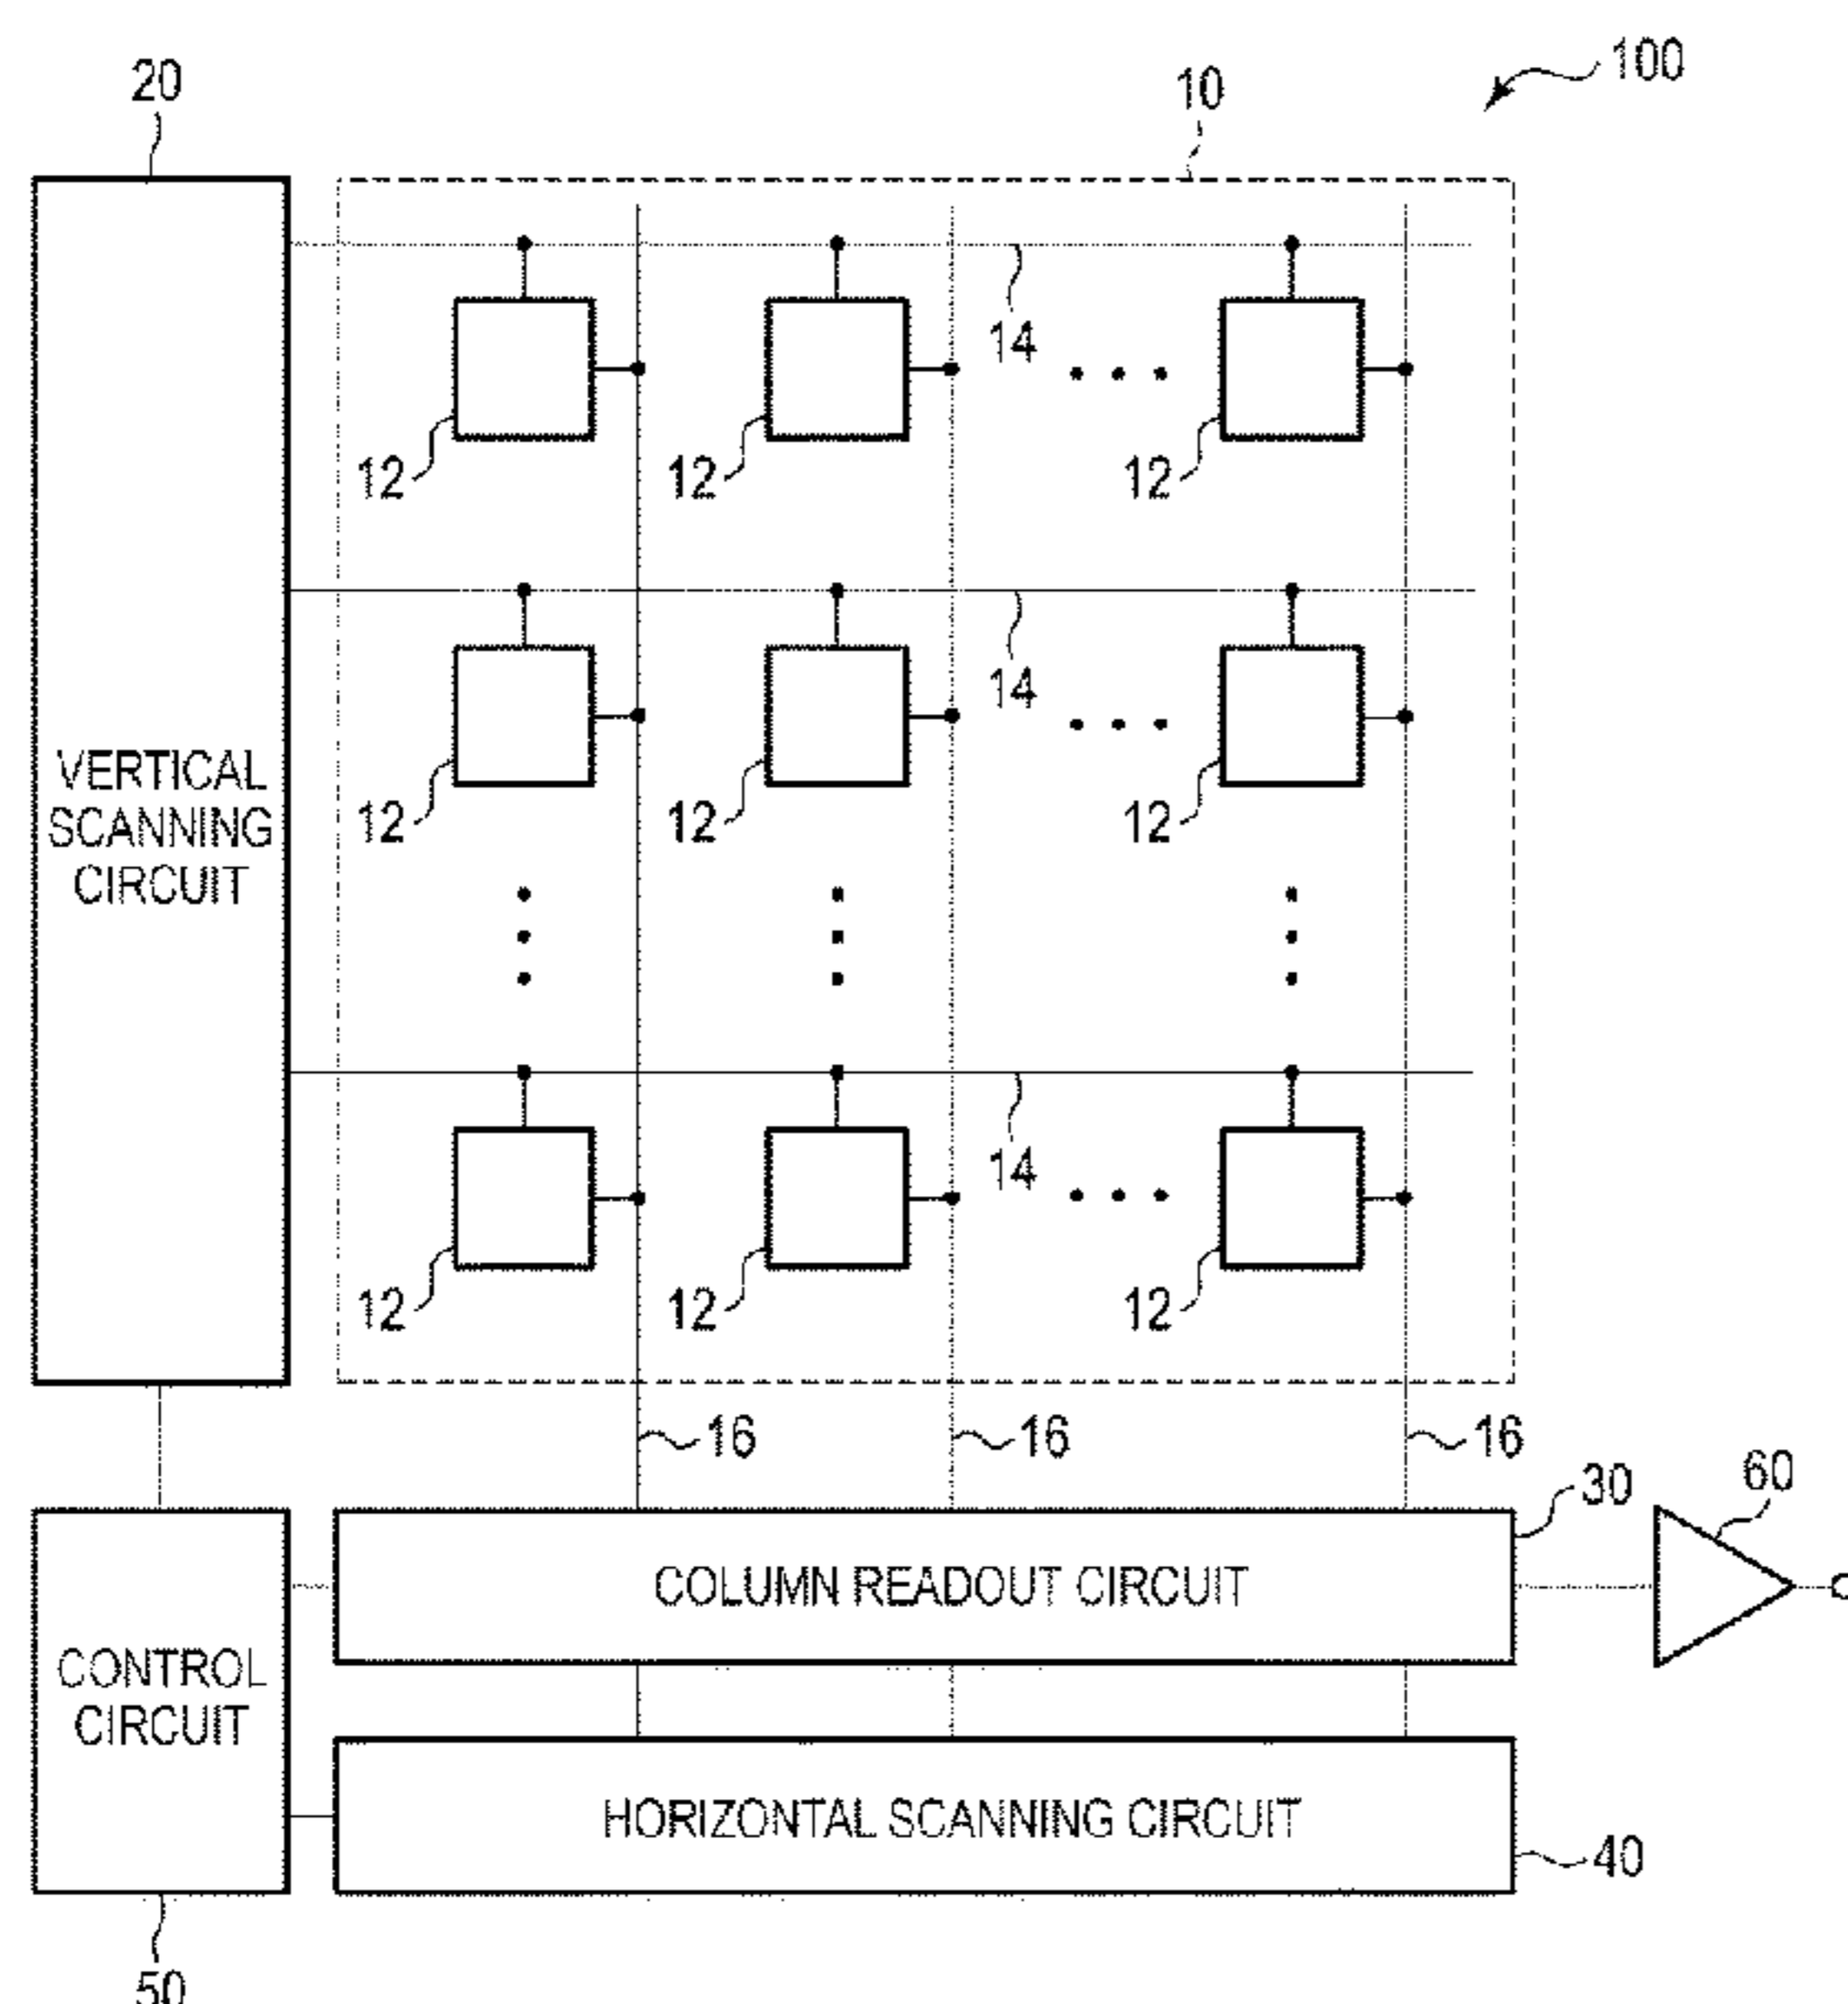 100
20
10
14
12 12 12
14
VERTICAL
SCANNING
CIRCUIT
12 12 12
14
12 12 12
16 16 16
30
60
COLUMN READOUT CIRCUIT
CONTROL
CIRCUIT
HORIZONTAL SCANNING CIRCUIT
40
50